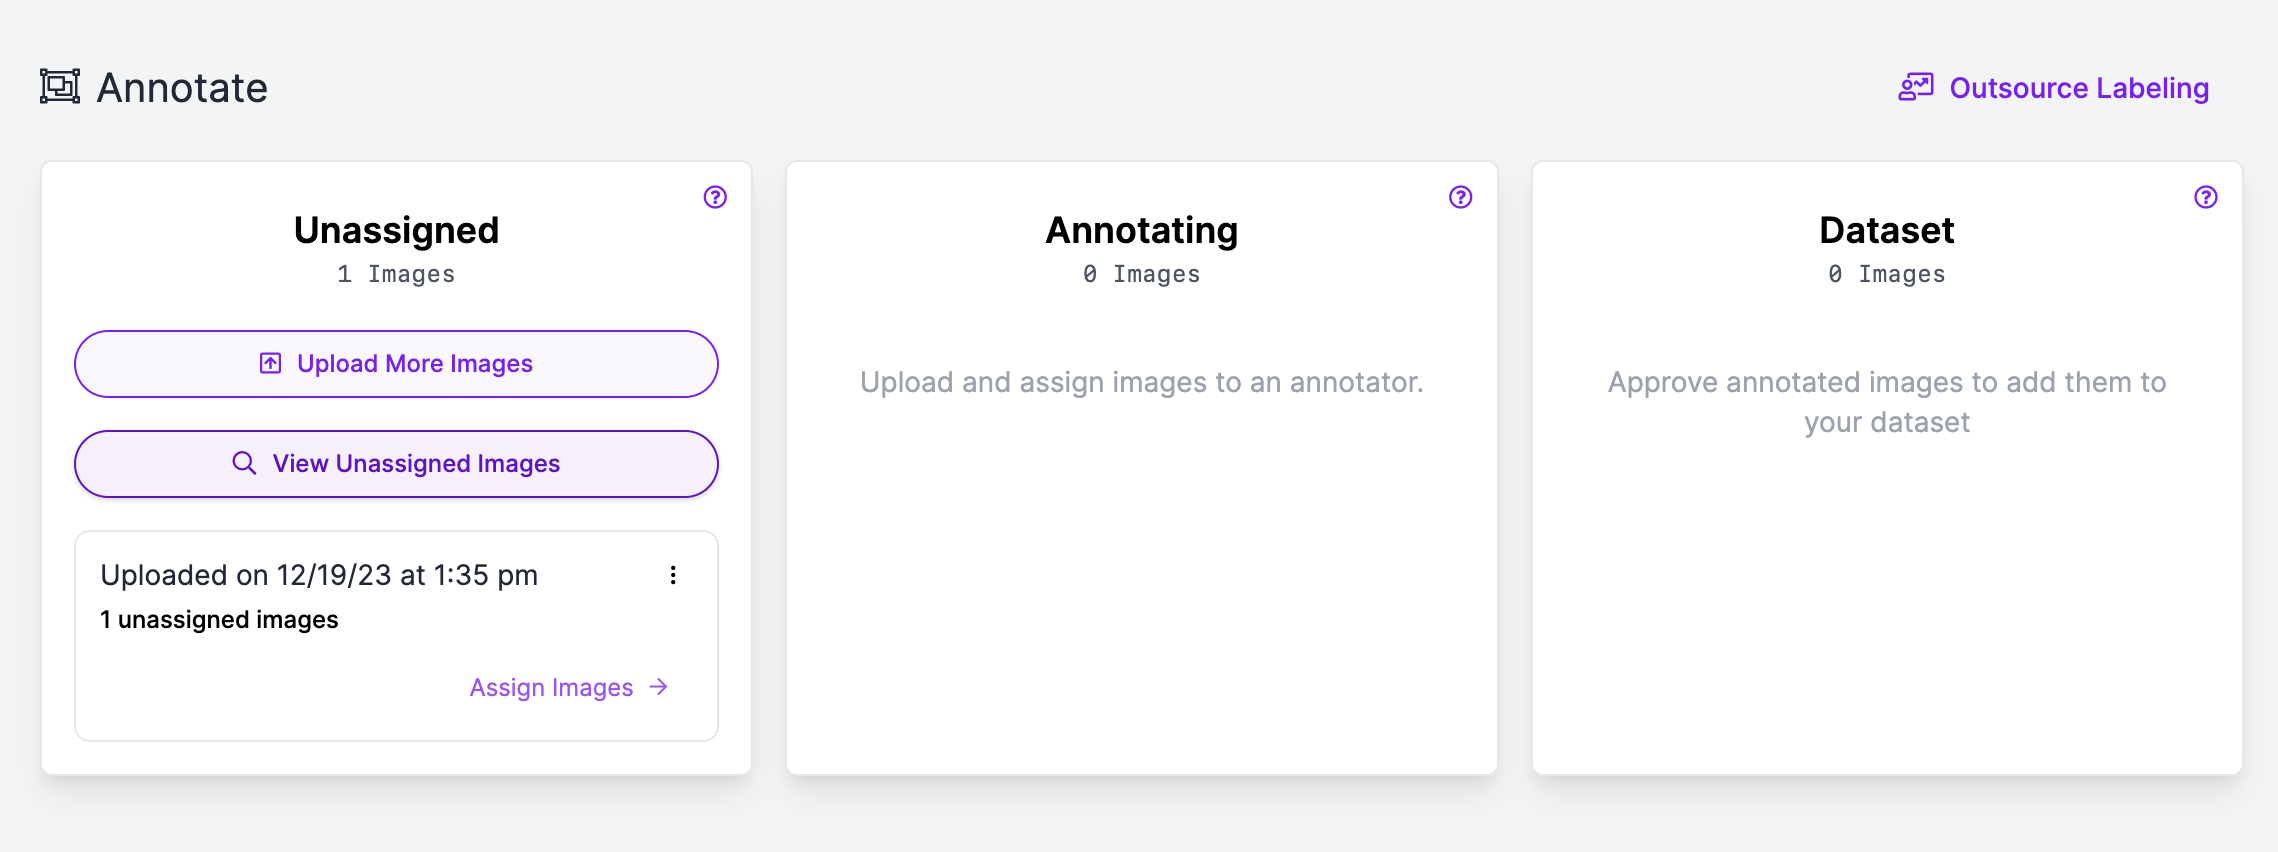 Annotate
Outsource Labeling
Unassigned
1 Images
Upload More Images
View Unassigned Images
Uploaded on 12/19/23 at 1:35 pm
1 unassigned images
Assign Images →
Annotating
0 Images
Upload and assign images to an annotator.
Dataset
0 Images
Approve annotated images to add them to
your dataset